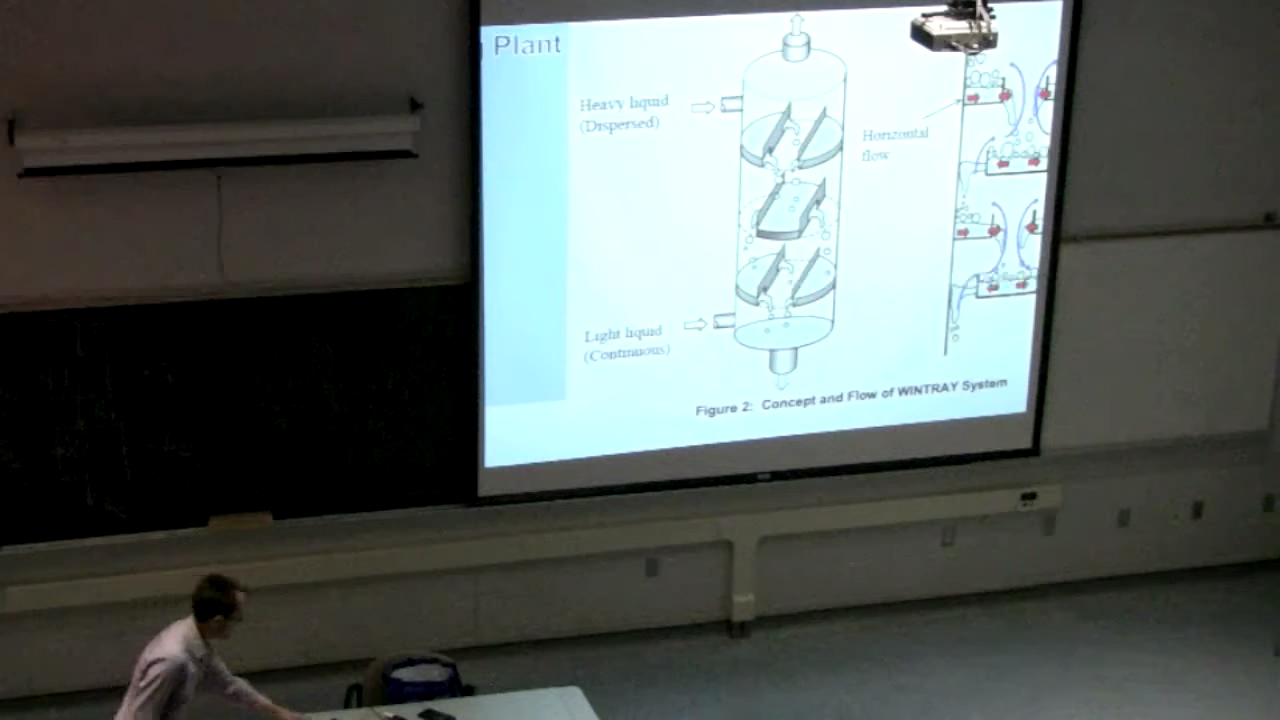 Plant
Heavy liquid
(Dispersed)
Horizontal
flow
Light liquid
(Continuous)
Figure 2: Concept and Flow of WINTRAY System